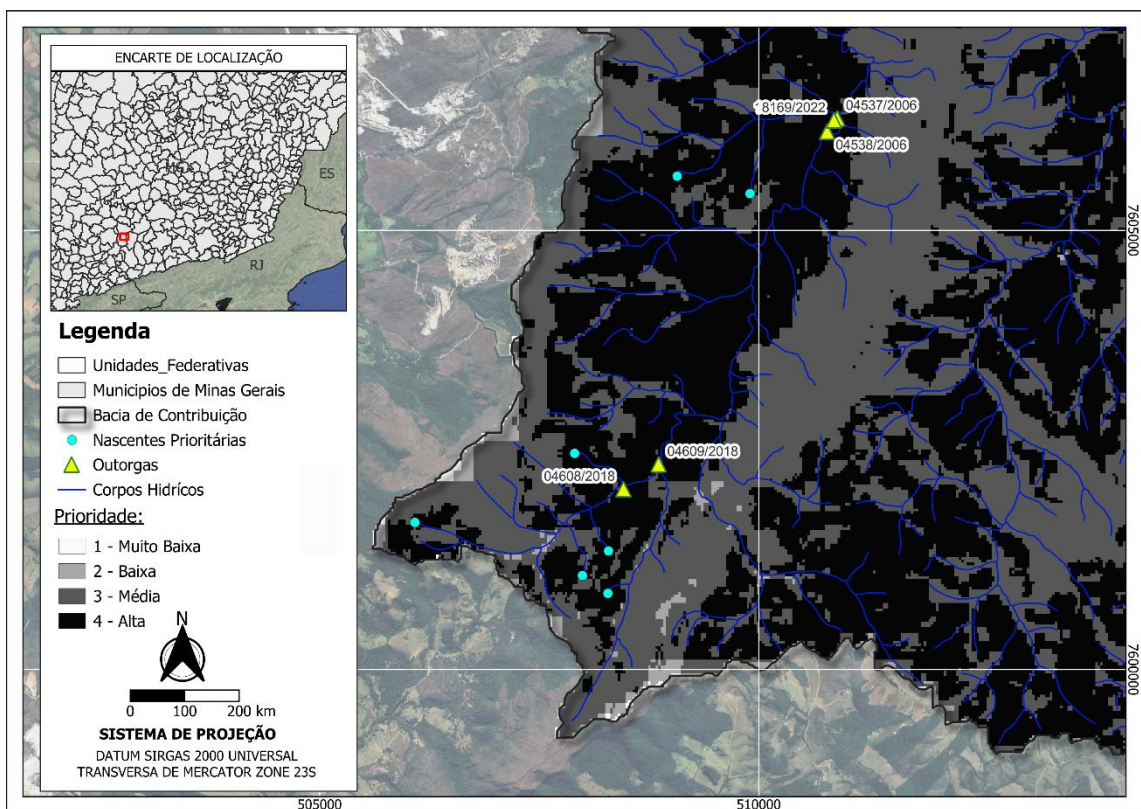 ENCARTE DE LOCALIZAÇÃO
ES
RJ
SP
Legenda
Unidades_Federativas
Municipios de Minas Gerais
Bacia de Contribuição
Nascentes Prioritárias
Outorgas
Corpos Hidrícos
Prioridade:
1 - Muito Baixa
2 - Baixa
3 - Média
4 - Alta
N
0 100 200 km
SISTEMA DE PROJEÇÃO
DATUM SIRGAS 2000 UNIVERSAL
TRANSVERSA DE MERCATOR ZONE 23S
18169/2022
04537/2006
04538/2006
04609/2018
04608/2018
7605000
7600000
505000
510000